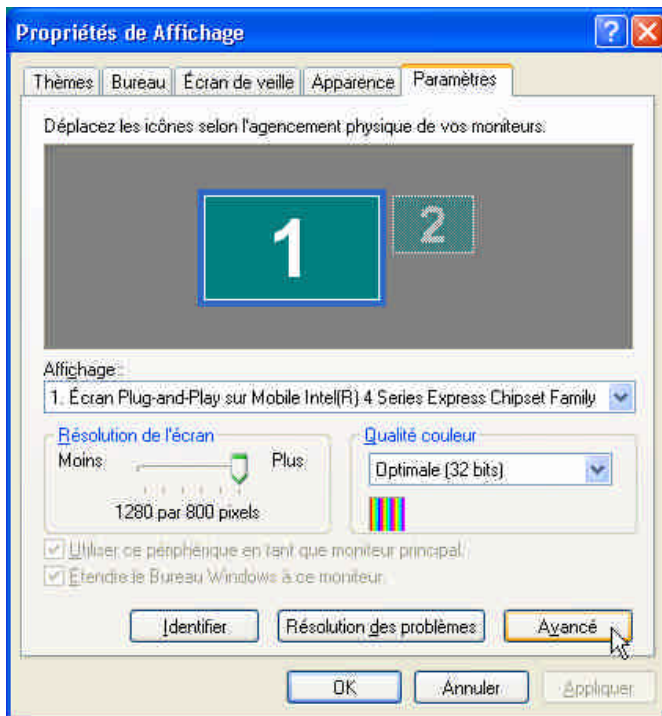 Propriétés de Affichage
Thèmes Bureau Écran de veille Apparence Paramètres
Déplacez les icônes selon l'agencement physique de vos moniteurs.
1 2
Affichage :
1. Écran Plug-and-Play sur Mobile Intel(R) 4 Series Express Chipset Family
Résolution de l'écran Qualité couleur
Moins Plus Optimale (32 bits)
1280 par 800 pixels
Utiliser ce périphérique en tant que moniteur principal.
Étendre le Bureau Windows à ce moniteur.
Identifier Résolution des problèmes Avancé
OK Annuler Appliquer